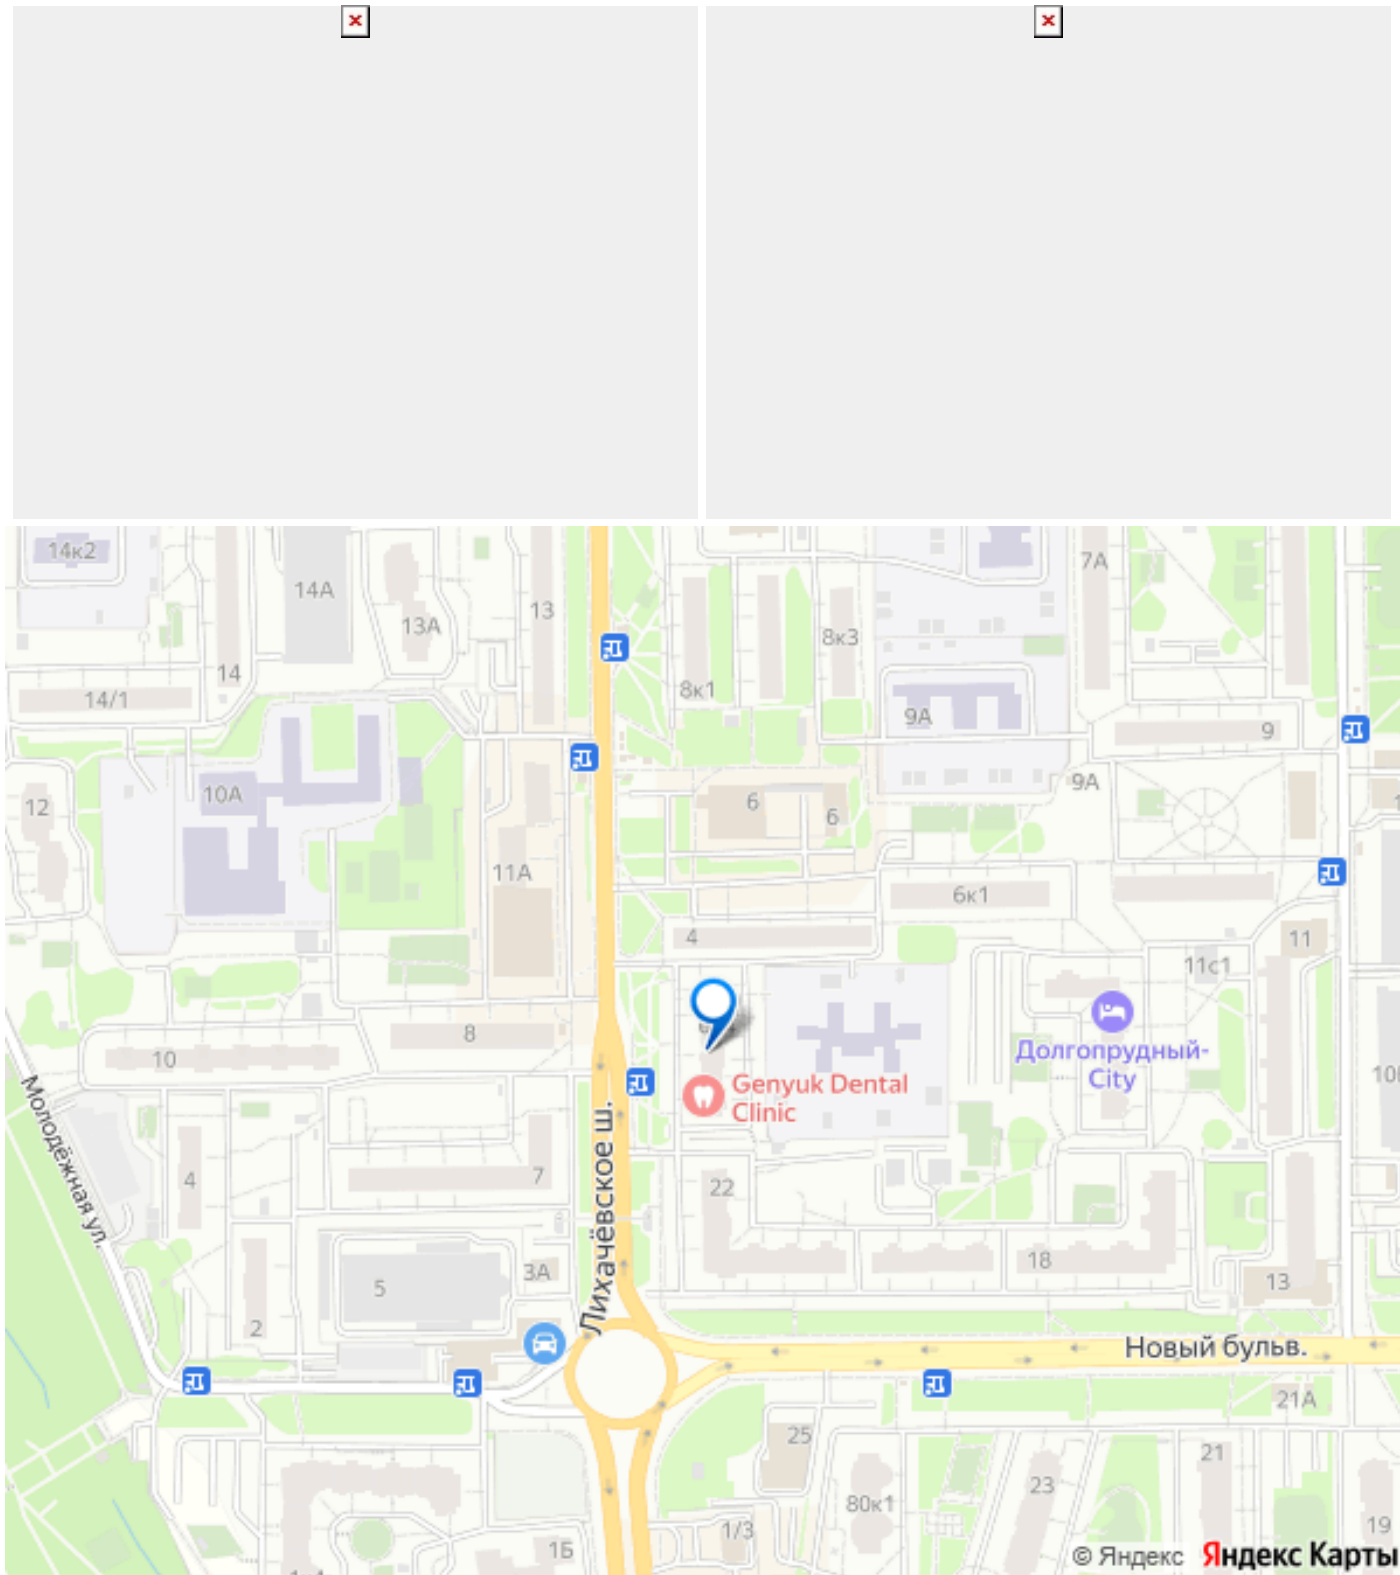 14к2
14А
13А
13
7А
8к3
14
14/1
8к1
9А
9
10А
12
6
6
9А
11А
6к1
4
11
11с1
8
10
Долгопрудный-
City
Genyuk Dental
Clinic
Молодёжная ул.
Лихачёвское ш.
4
7
22
18
3А
5
13
2
Новый бульв.
21А
25
21
23
80к1
19
1/3
1Б
© Яндекс
Яндекс Карты